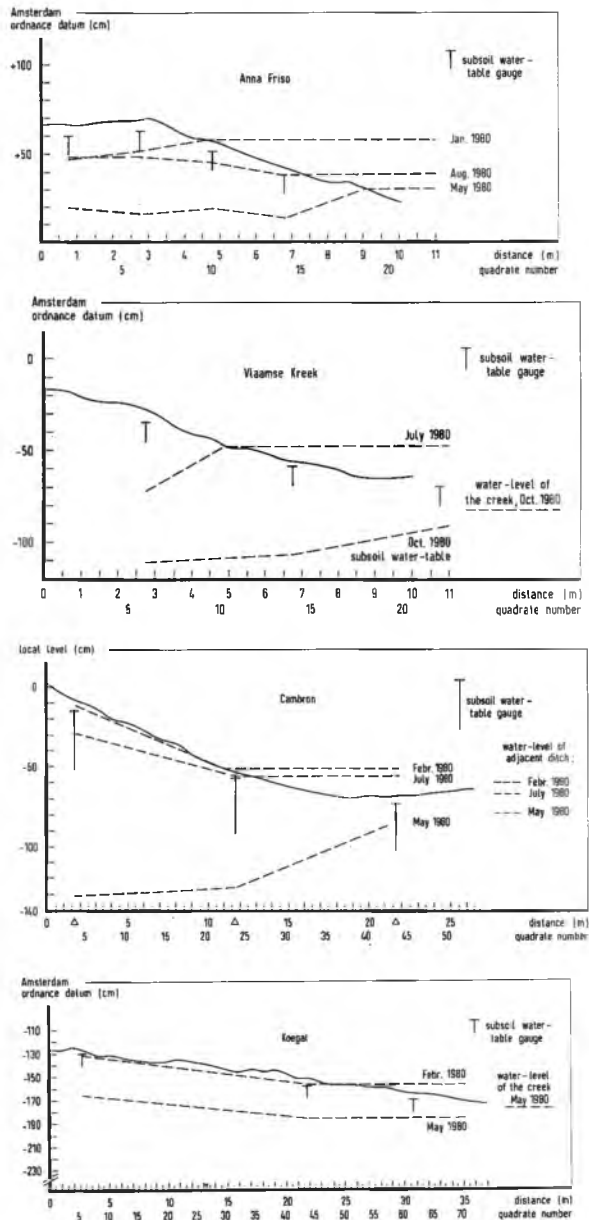 Amsterdam
ordnance datum (cm)
+100
+50
0
Anna Friso
subsoil water-
table gauge
Jan. 1980
Aug. 1980
May 1980
0 1 2 3 4 5 6 7 8 9 10 11 distance (m)
5 10 15 20 quadrate number
Amsterdam
ordnance datum (cm)
0
-50
-100
Vlaamse Kreek
subsoil water-
table gauge
July 1980
water-level of
the creek, Oct. 1980
Oct. 1980
subsoil water-table
0 1 2 3 4 5 6 7 8 9 10 11 distance (m)
5 10 15 20 quadrate number
local level (cm)
0
-50
-100
-140
Cambron
subsoil water-
table gauge
Febr. 1980
July 1980
May 1980
water-level of
adjacent ditch:
Febr. 1980
July 1980
May 1980
0 5 10 15 20 25 distance (m)
5 10 15 20 25 30 35 40 45 50 quadrate number
Amsterdam
ordnance datum (cm)
-110
-130
-150
-170
-190
-210
-230
Koegat
subsoil water-
table gauge
Febr. 1980
May 1980
water-level
of the creek
May 1980
0 5 10 15 20 25 30 35 distance (m)
5 10 15 20 25 30 35 40 45 50 55 60 65 70 quadrate number